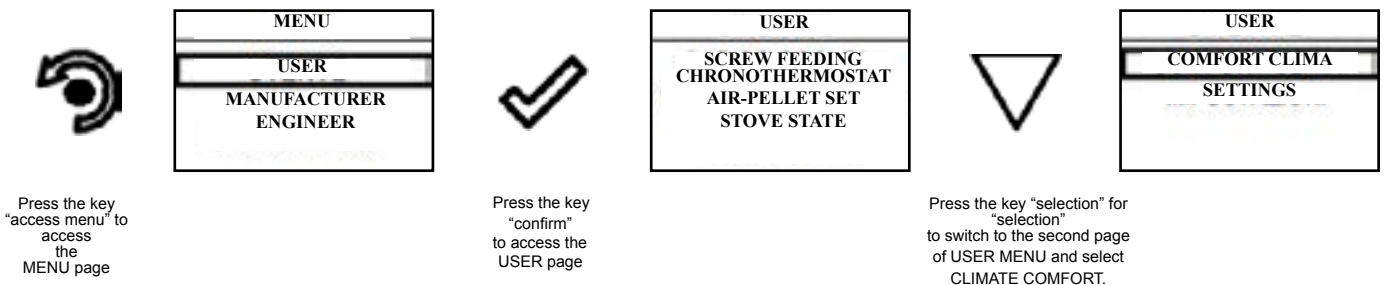 MENU
USER
MANUFACTURER
ENGINEER
USER
SCREW FEEDING
CHRONOTHERMOSTAT
AIR-PELLET SET
STOVE STATE
USER
COMFORT CLIMA
SETTINGS
Press the key
“access menu” to
access
the
MENU page
Press the key
“confirm”
to access the
USER page
Press the key “selection” for
“selection”
to switch to the second page
of USER MENU and select
CLIMATE COMFORT.